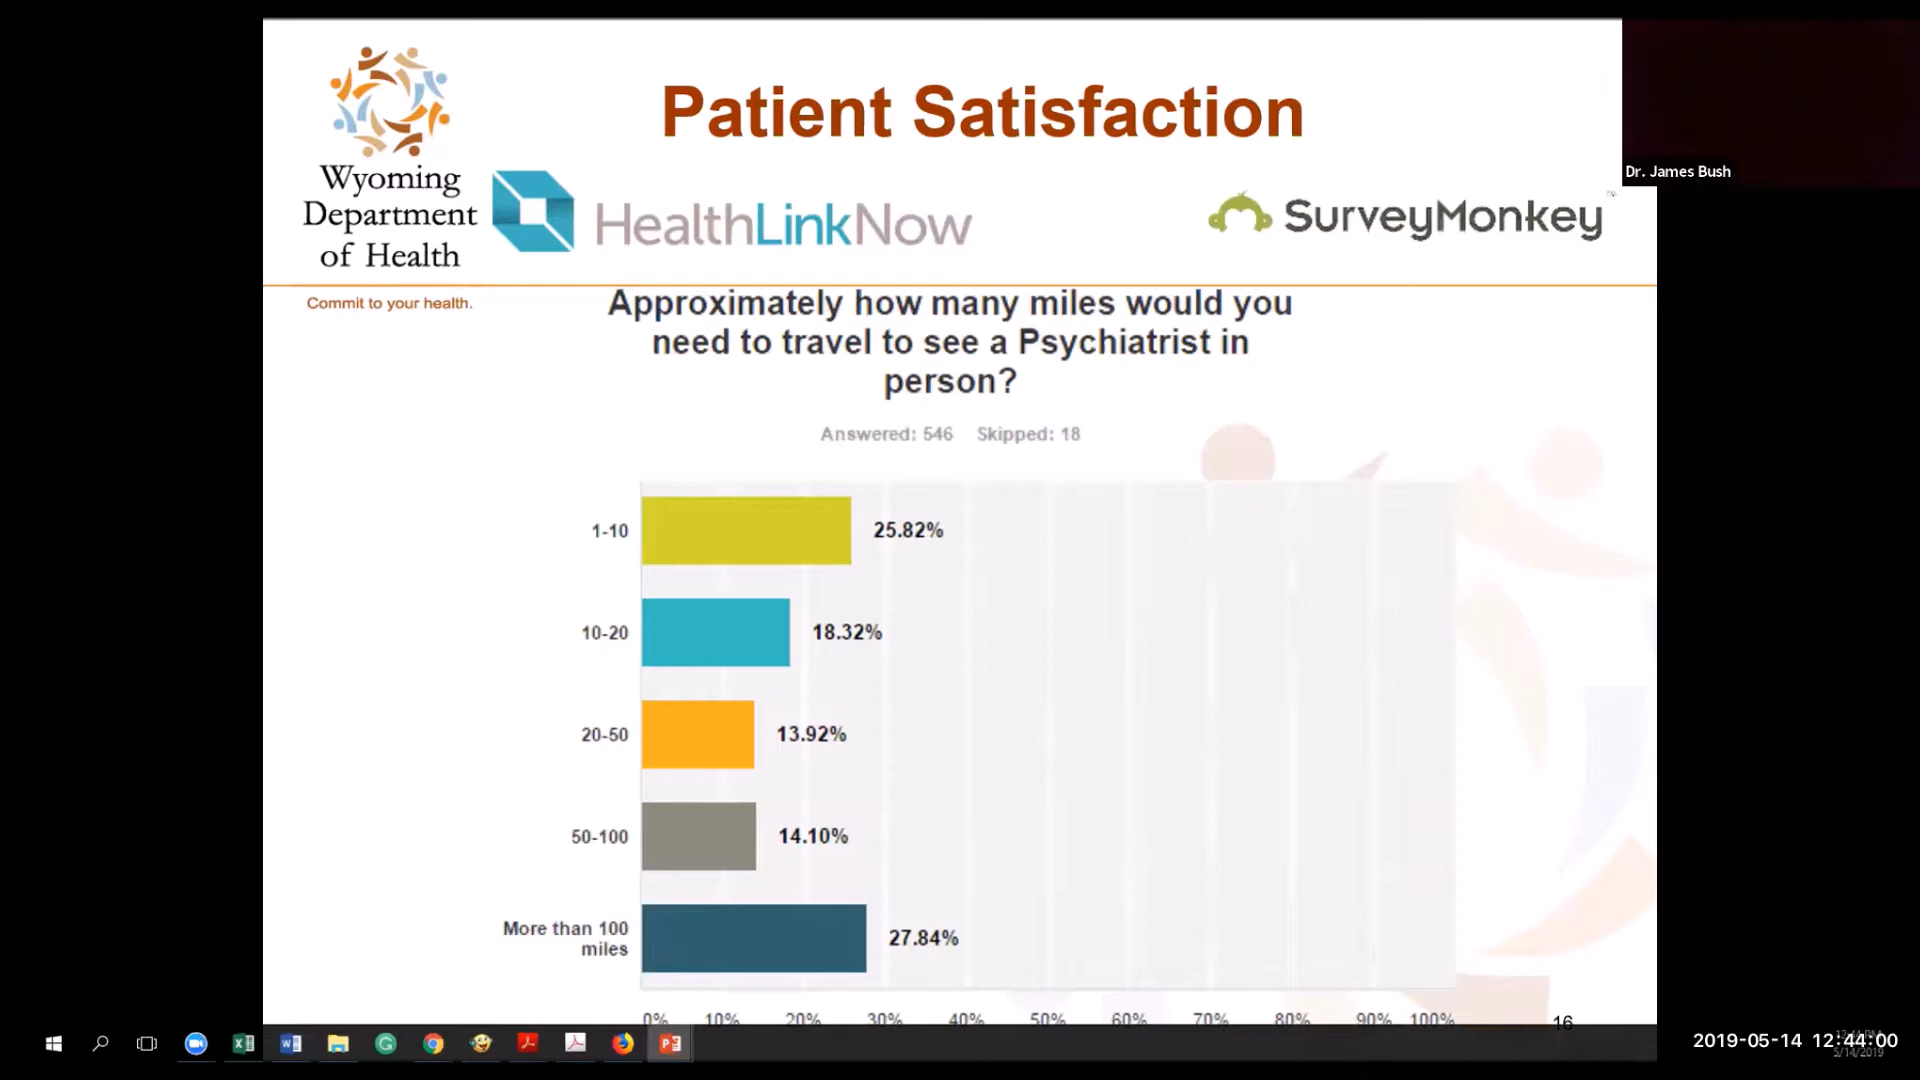 Patient Satisfaction
Dr. James Bush
Wyoming
Department
of Health
HealthLinkNow
SurveyMonkey
Commit to your health.
Approximately how many miles would you
need to travel to see a Psychiatrist in
person?
Answered: 546 Skipped: 18
1-10 25.82%
10-20 18.32%
20-50 13.92%
50-100 14.10%
More than 100
miles
27.84%
0% 10% 20% 30% 40% 50% 60% 70% 80% 90% 100%
16
2019-05-14 12:44:00
5/14/2019